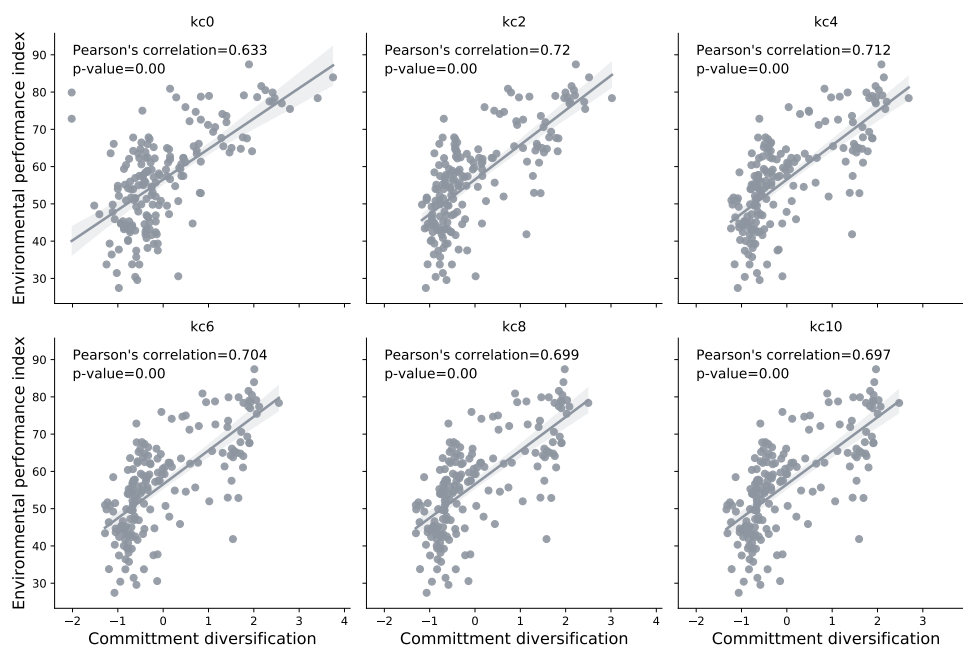 kc0 kc2 kc4
Pearson's correlation=0.633 Pearson's correlation=0.72 Pearson's correlation=0.712
p-value=0.00 p-value=0.00 p-value=0.00
Environmental performance index
90
80
70
60
50
40
30
kc6 kc8 kc10
Pearson's correlation=0.704 Pearson's correlation=0.699 Pearson's correlation=0.697
p-value=0.00 p-value=0.00 p-value=0.00
Environmental performance index
90
80
70
60
50
40
30
−2 −1 0 1 2 3 4 −2 −1 0 1 2 3 4 −2 −1 0 1 2 3
Committment diversification Committment diversification Committment diversification